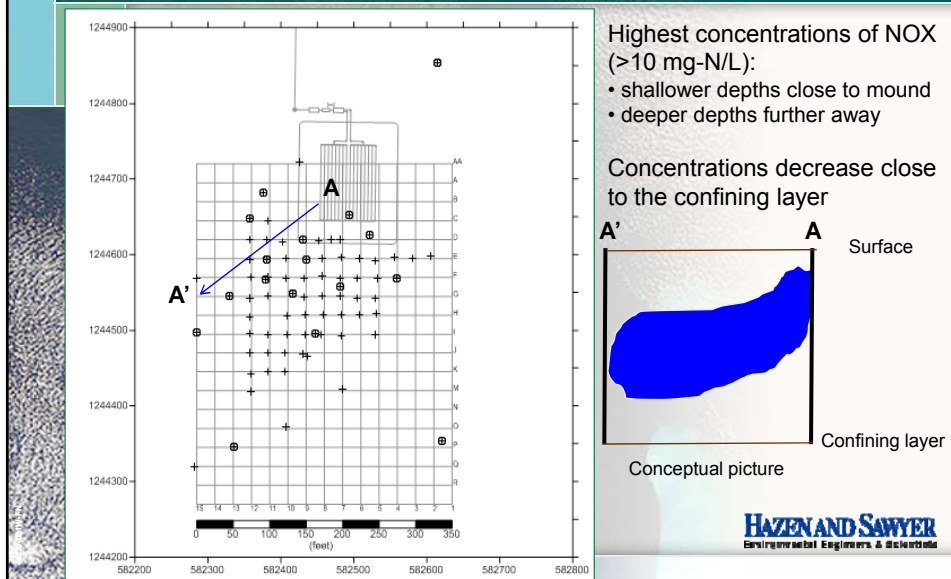 1244900
1244800
1244700
1244600
1244500
1244400
1244300
1244200
582200 582300 582400 582500 582600 582700 582800
AA
A
B
C
D
E
F
G
H
I
J
K
M
N
O
P
Q
R
15 14 13 12 11 10 9 8 7 6 5 4 3 2 1
0 50 100 150 200 250 300 350
(feet)
A
A'
Highest concentrations of NOX
(>10 mg-N/L):
• shallower depths close to mound
• deeper depths further away
Concentrations decrease close
to the confining layer
A' A
Surface
Confining layer
Conceptual picture
HAZEN AND SAWYER
Environmental Engineers & Scientists